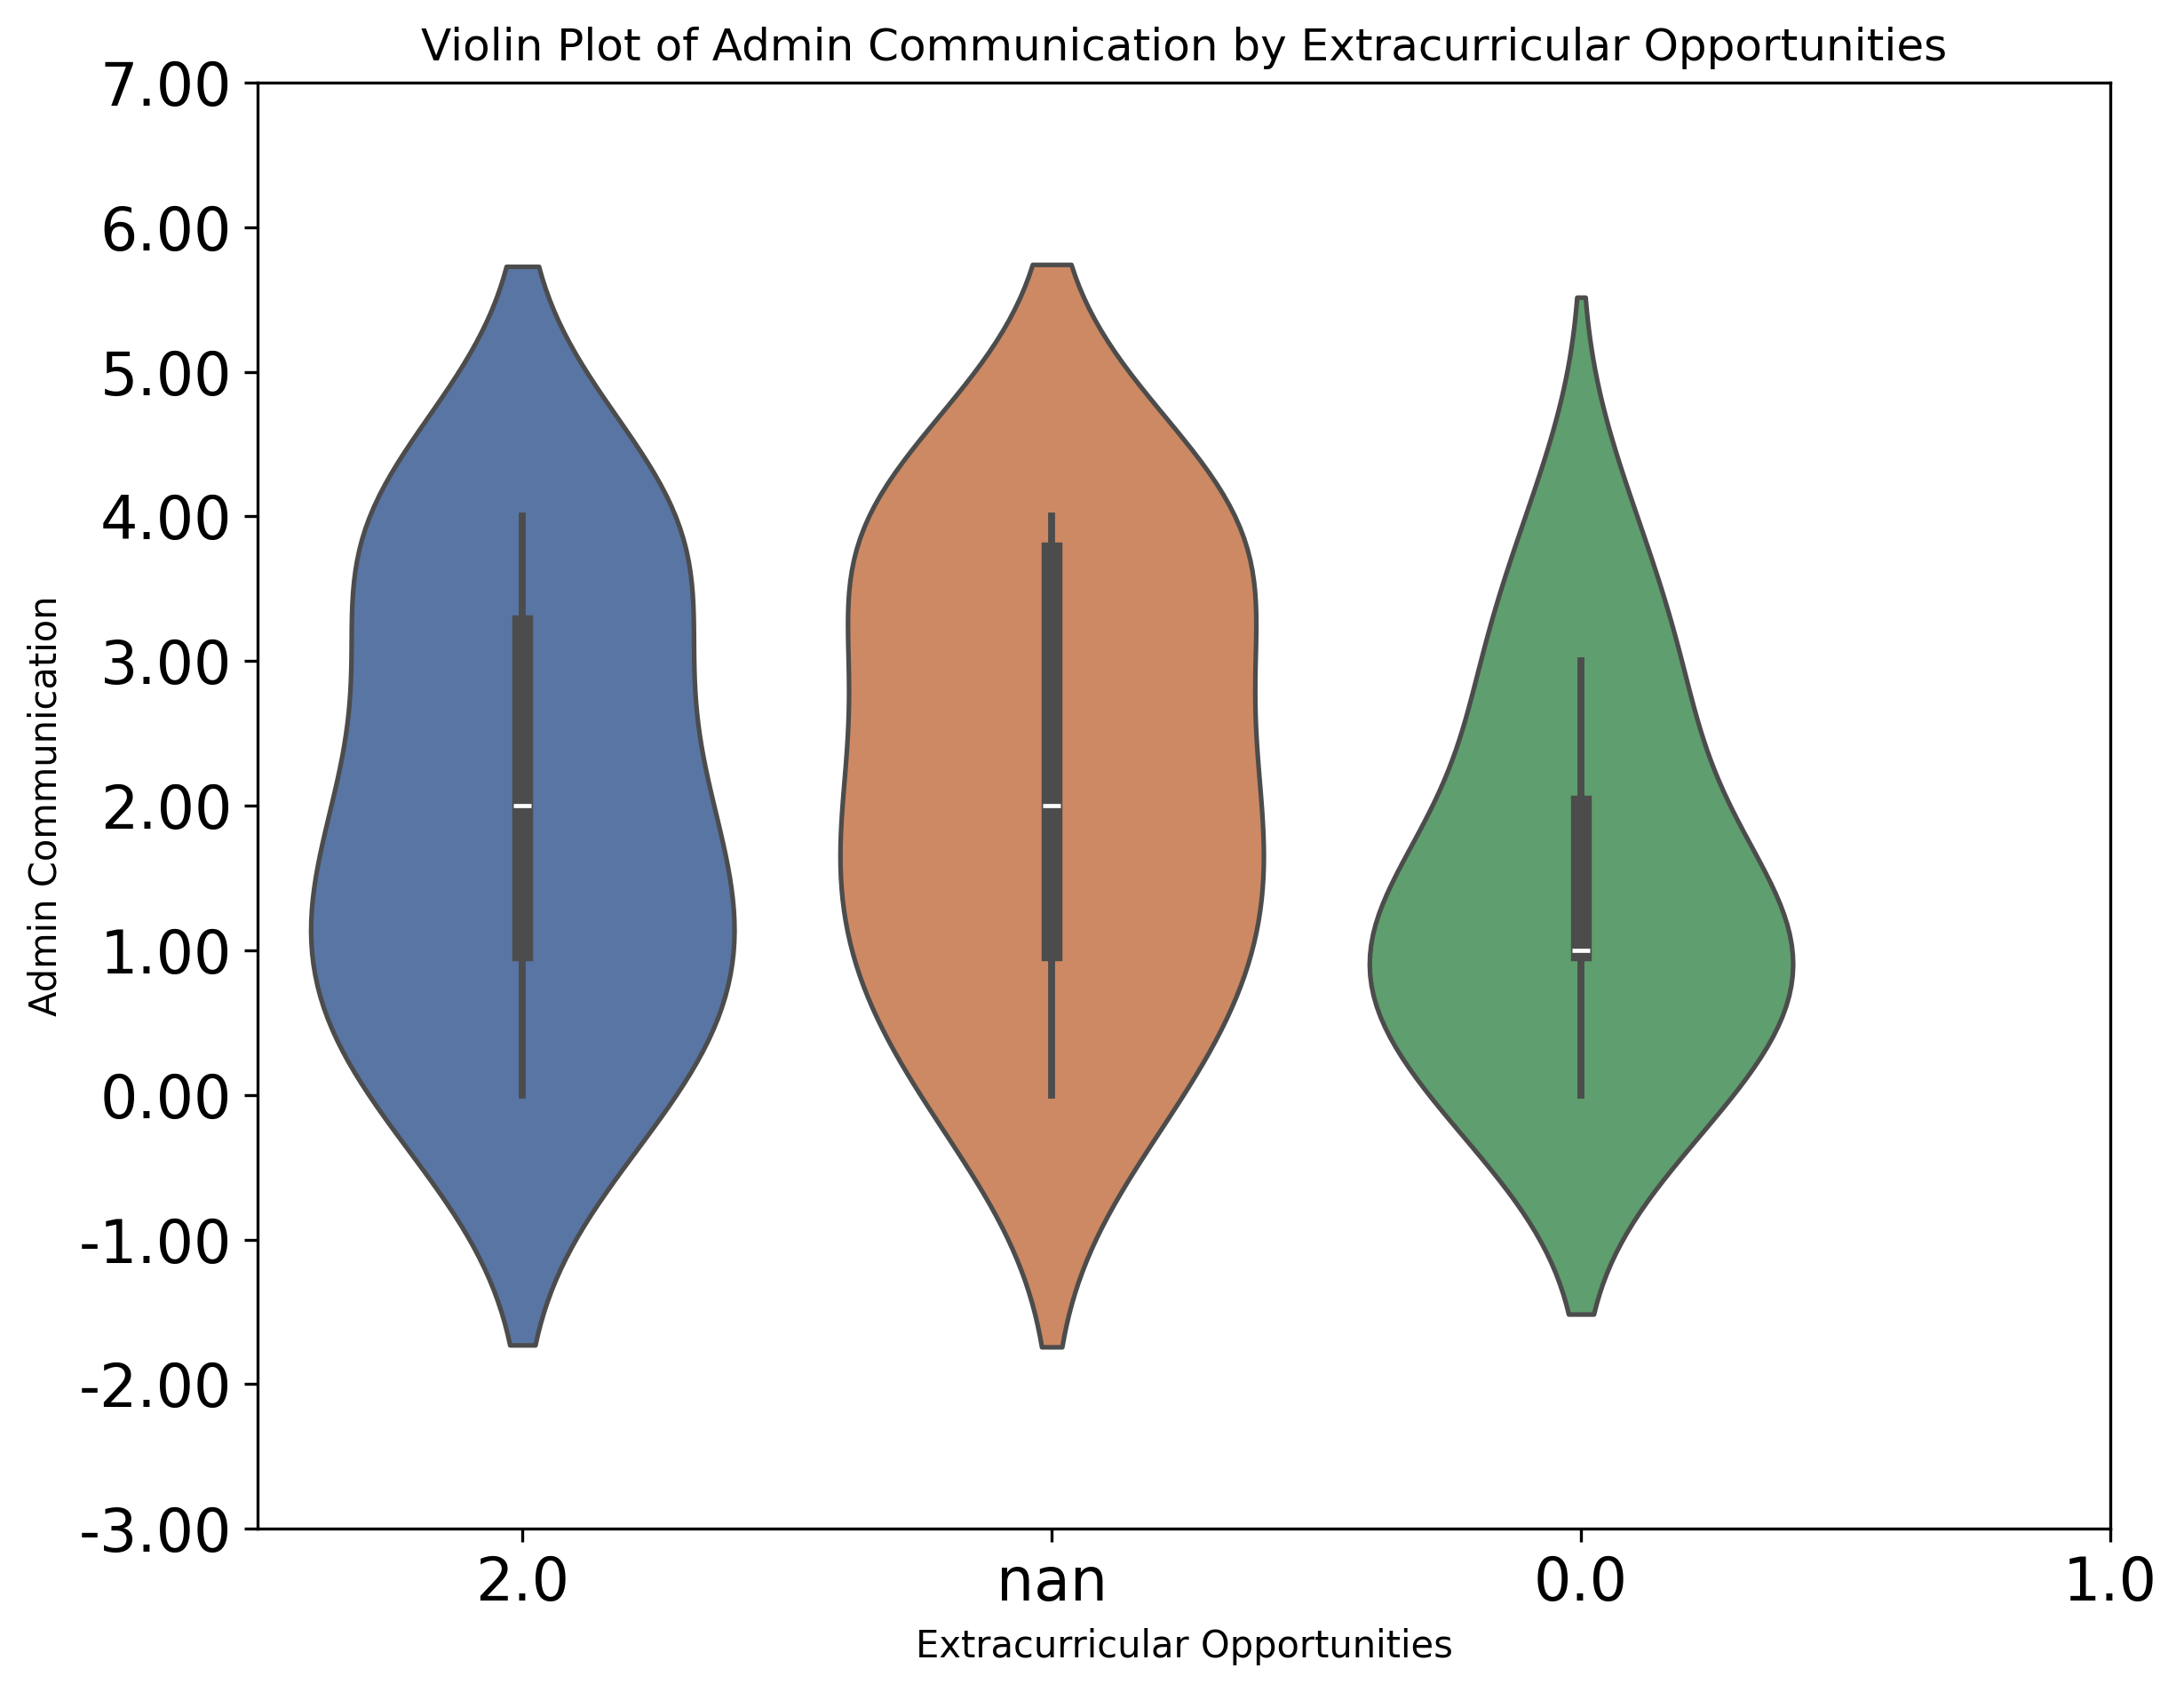 Violin Plot of Admin Communication by Extracurricular Opportunities
7.00
6.00
5.00
4.00
3.00
2.00
1.00
0.00
-1.00
-2.00
-3.00
Admin Communication
2.0 nan 0.0 1.0
Extracurricular Opportunities